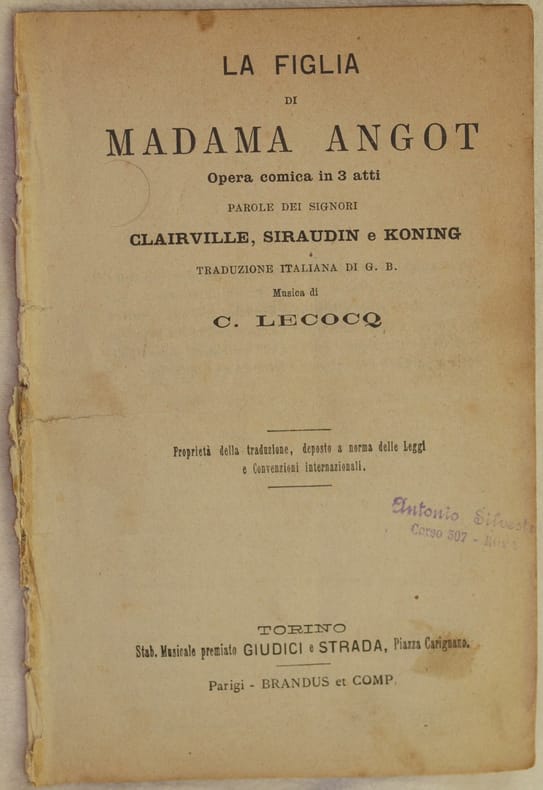 LA FIGLIA
DI
MADAMA ANGOT
Opera comica in 3 atti
PAROLE DEI SIGNORI
CLAIRVILLE, SIRAUDIN e KONING
TRADUZIONE ITALIANA DI G. B.
Musica di
C. LECOCQ
Proprietà della traduzione, deposto a norma delle Leggi
e Convenzioni internazionali.
Antonio
Corso 307 -
TORINO
Stab. Musicale premiato GIUDICI e STRADA, Piazza Carignano.
Parigi - BRANDUS et COMP.